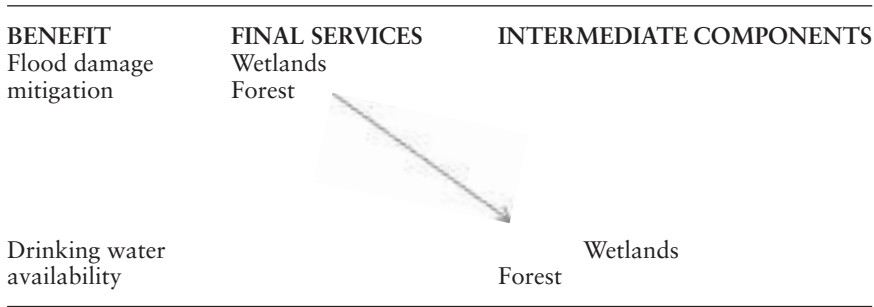 BENEFIT FINAL SERVICES INTERMEDIATE COMPONENTS
Flood damage Wetlands
mitigation Forest
Drinking water Wetlands
availability Forest